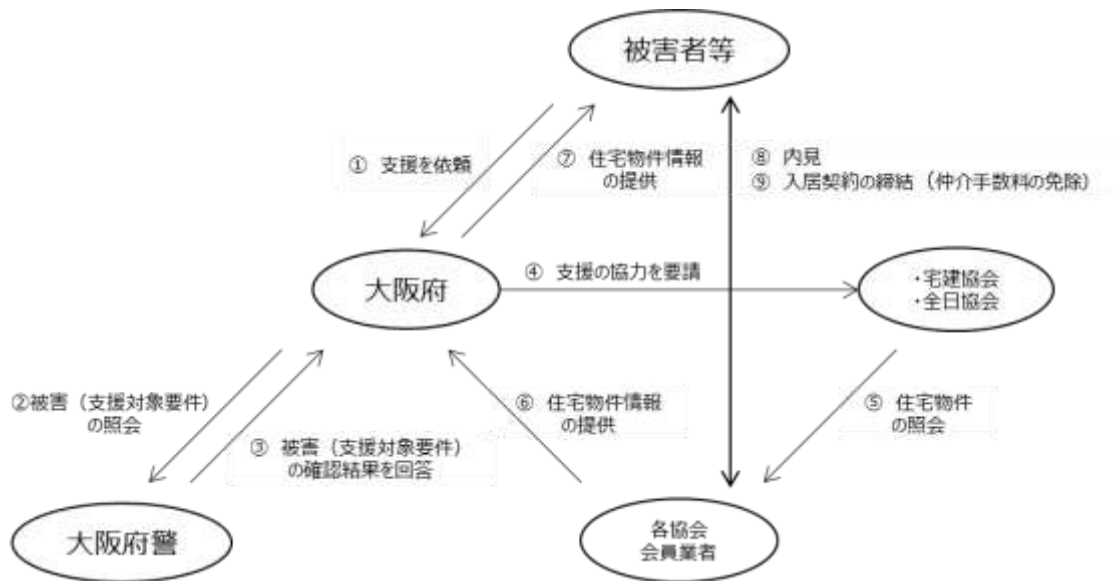 被害者等
① 支援を依頼
⑦ 住宅物件情報
の提供
⑧ 内見
⑨ 入居契約の締結（仲介手数料の免除）
大阪府
④ 支援の協力を要請
・宅建協会
・全日協会
②被害（支援対象要件）
の照会
③ 被害（支援対象要件）
の確認結果を回答
⑥ 住宅物件情報
の提供
⑤ 住宅物件
の照会
大阪府警
各協会
会員業者